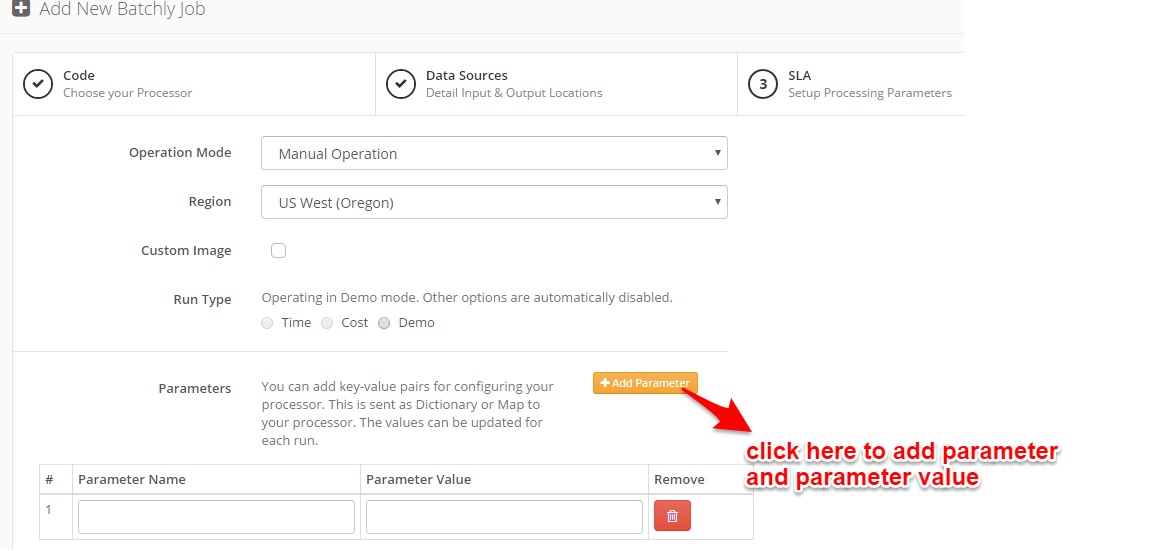 Add New Batchly Job
Code
Choose your Processor
Data Sources
Detail Input & Output Locations
3
SLA
Setup Processing Parameters
Operation Mode
Manual Operation
Region
US West (Oregon)
Custom Image
Run Type
Operating in Demo mode. Other options are automatically disabled.
Time
Cost
Demo
Parameters
You can add key-value pairs for configuring your
processor. This is sent as Dictionary or Map to
your processor. The values can be updated for
each run.
Add Parameter
click here to add parameter
and parameter value
# Parameter Name Parameter Value Remove
1